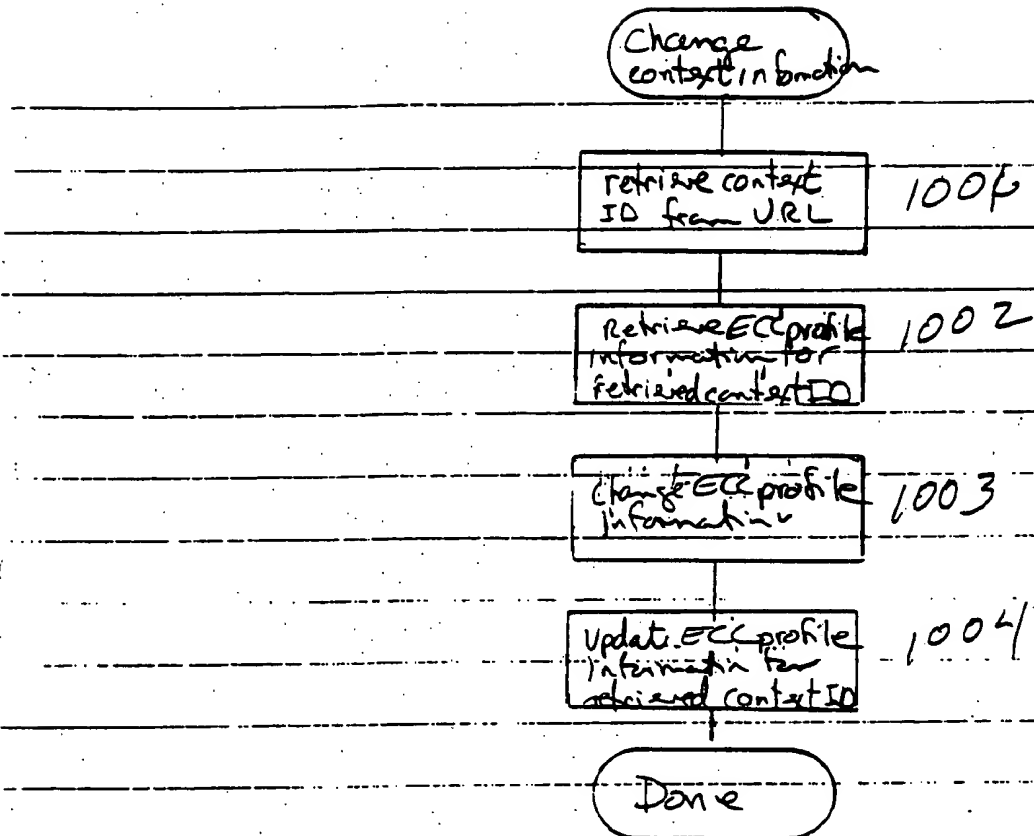 Change
context information
retrieve context
ID from URL
1001
Retrieve ECC profile
information for
retrieved context ID
1002
Change ECC profile
information
1003
Update ECC profile
information for
retrieved context ID
1004
Done